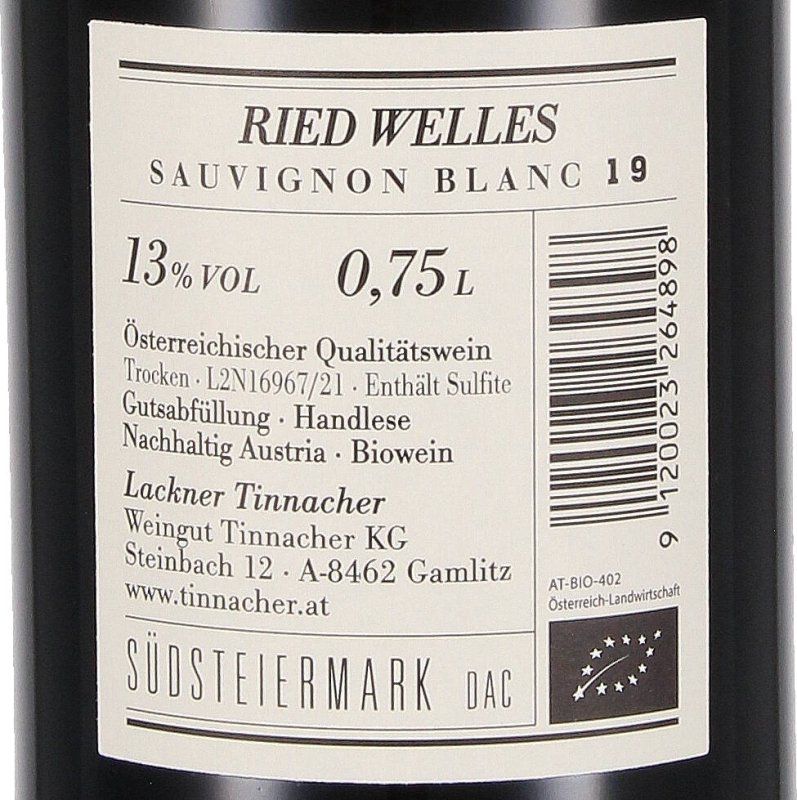 RIED WELLES
SAUVIGNON BLANC 19
13% VOL 0,75 L
Österreichischer Qualitätswein
Trocken · L2N16967/21 · Enthält Sulfite
Gutsabfüllung · Handlese
Nachhaltig Austria · Biowein
Lackner Tinnacher
Weingut Tinnacher KG
Steinbach 12 · A-8462 Gamlitz
www.tinnacher.at
SÜDSTEIERMARK DAC
9 120023 264898
AT-BIO-402
Österreich-Landwirtschaft